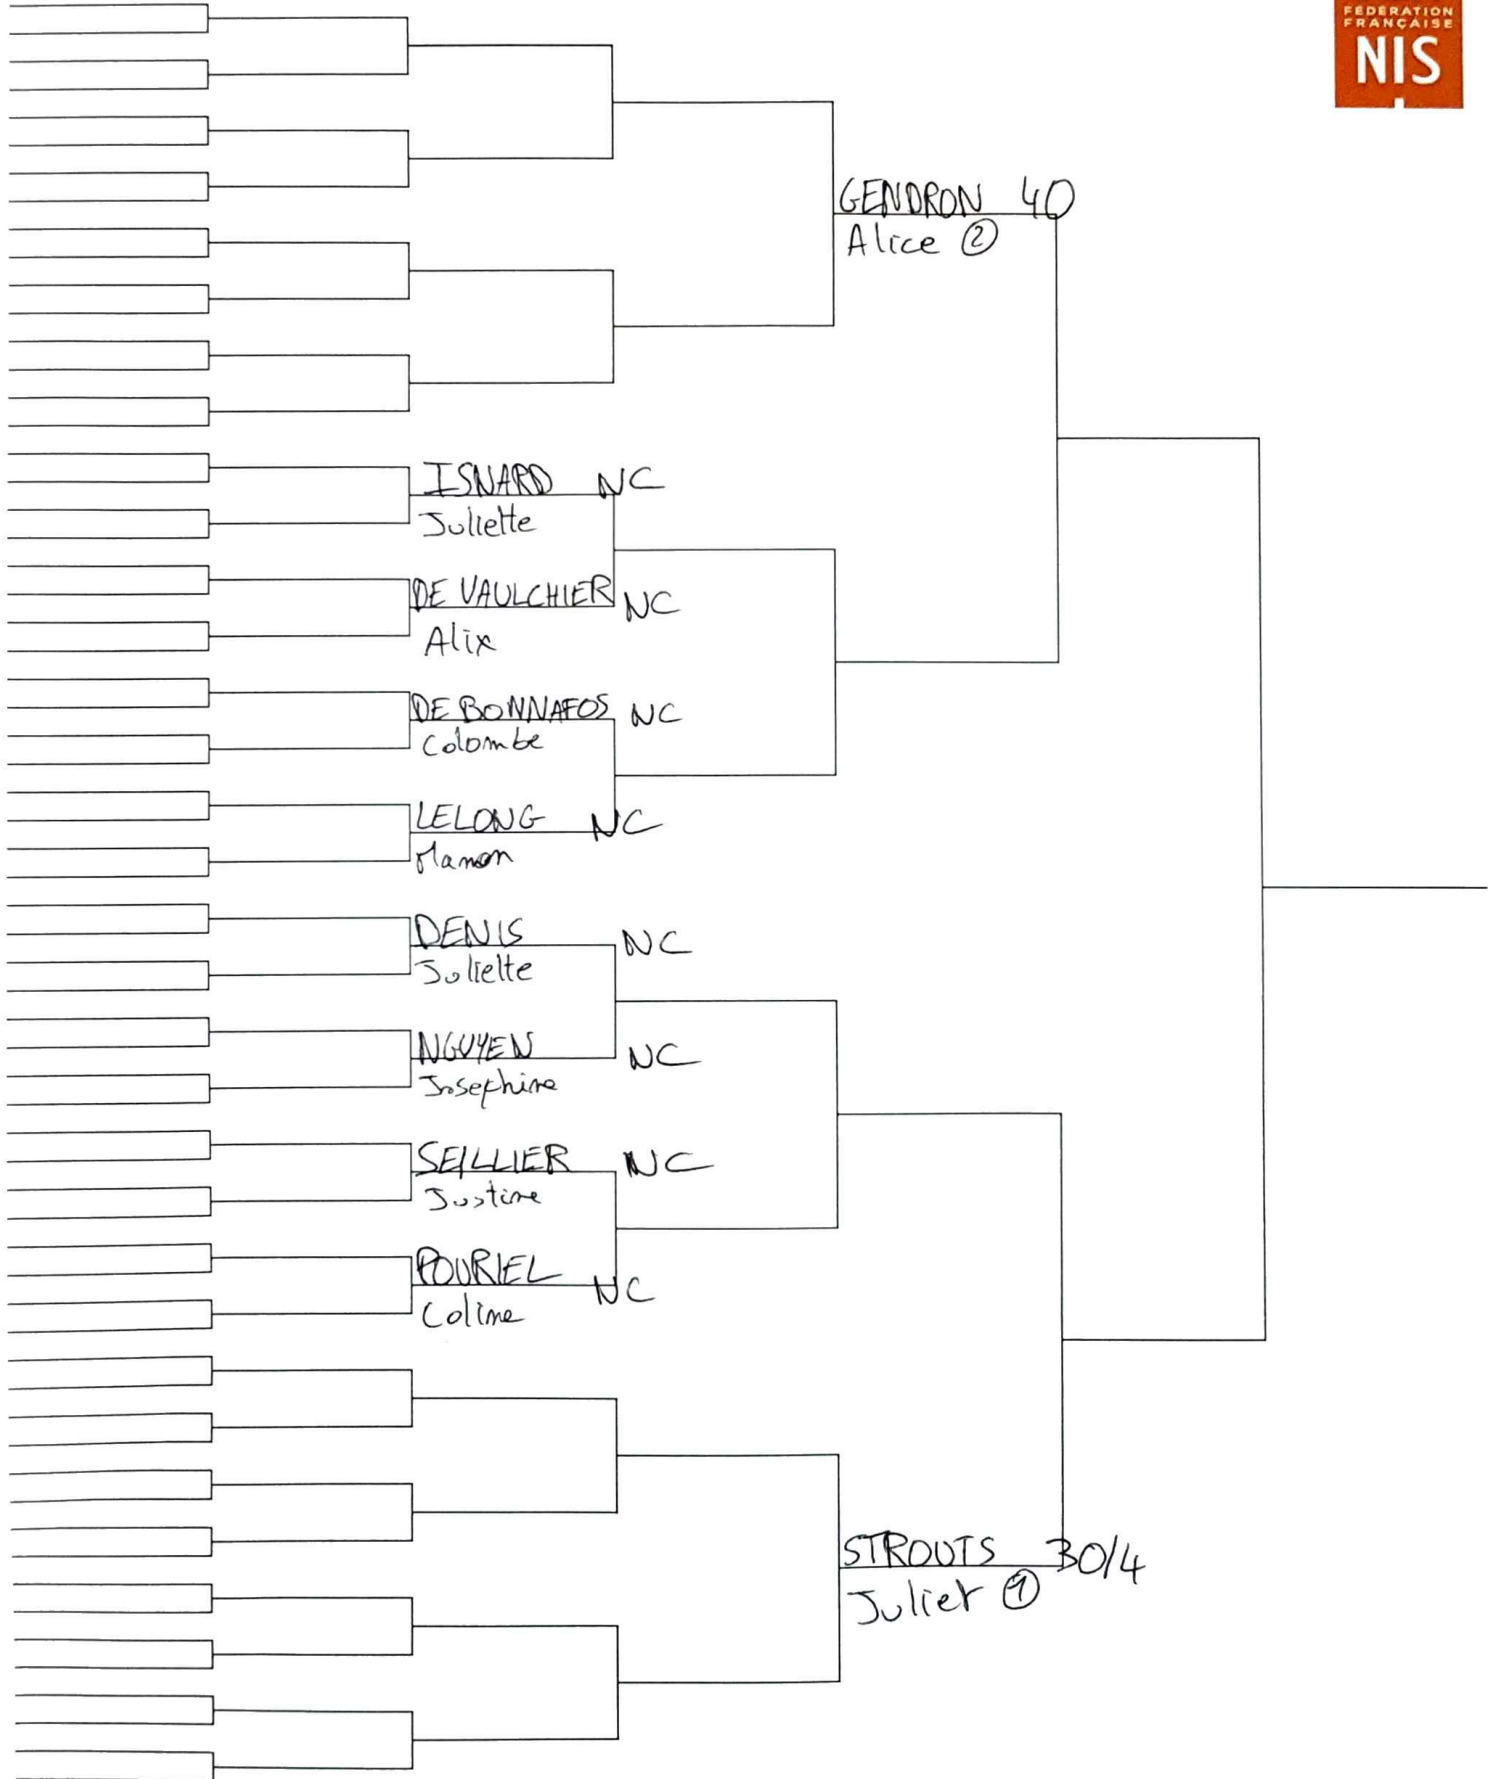 FÉDÉRATION
FRANÇAISE
NIS
GENDRON 40
Alice ②
ISNARD NC
Juliette
DE VAULCHIER NC
Alix
DE BONNAFOS NC
Colombe
LELONG NC
Manon
DENIS NC
Juliette
NGUYEN NC
Josephine
SEILLIER NC
Justine
POURIEL NC
Coline
STROUTS 30/4
Juliet ①